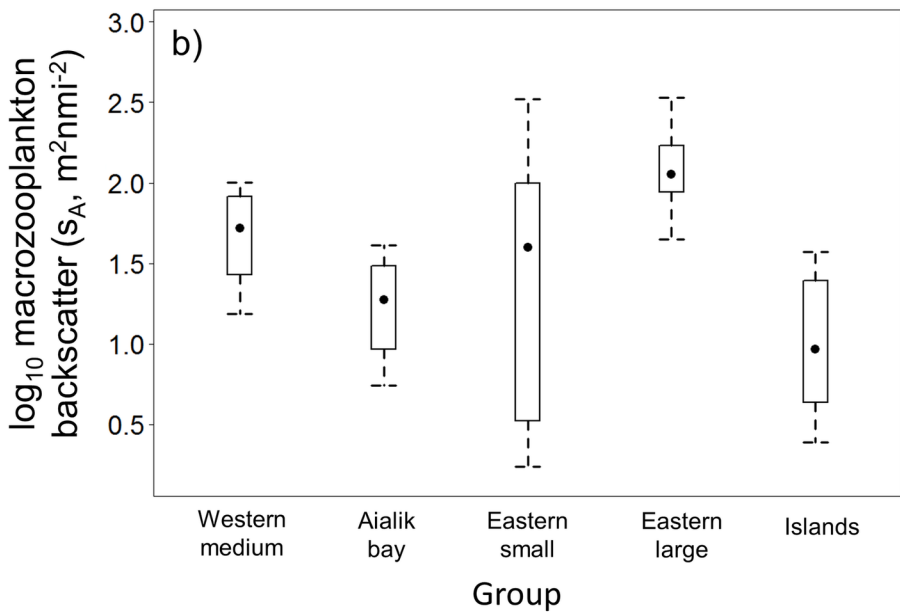 b)
log₁₀ macrozooplankton
backscatter (s_A, m²nmi⁻²)
3.0
2.5
2.0
1.5
1.0
0.5
Western
medium
Aialik
bay
Eastern
small
Eastern
large
Islands
Group